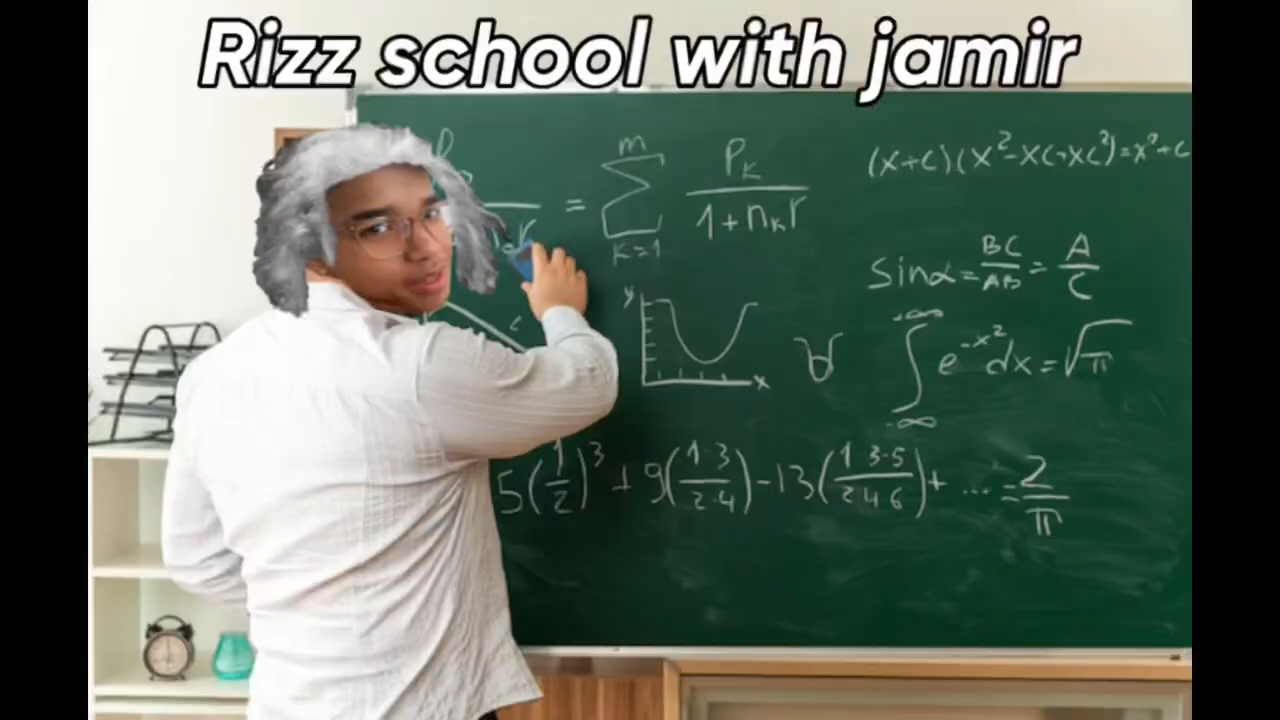 Rizz school with jamir
= m ∑ k=1 Pₖ / 1+nₖr
(x+c)(x²-xc+xc²)=x³+c
sinα = BC/AB = A/C
y x c
+∞ ∫ -∞ e^-x² dx = √π
5(1/2)³ + 9(1·3/2·4) - 13(1·3·5/2·4·6) + ... = 2/π